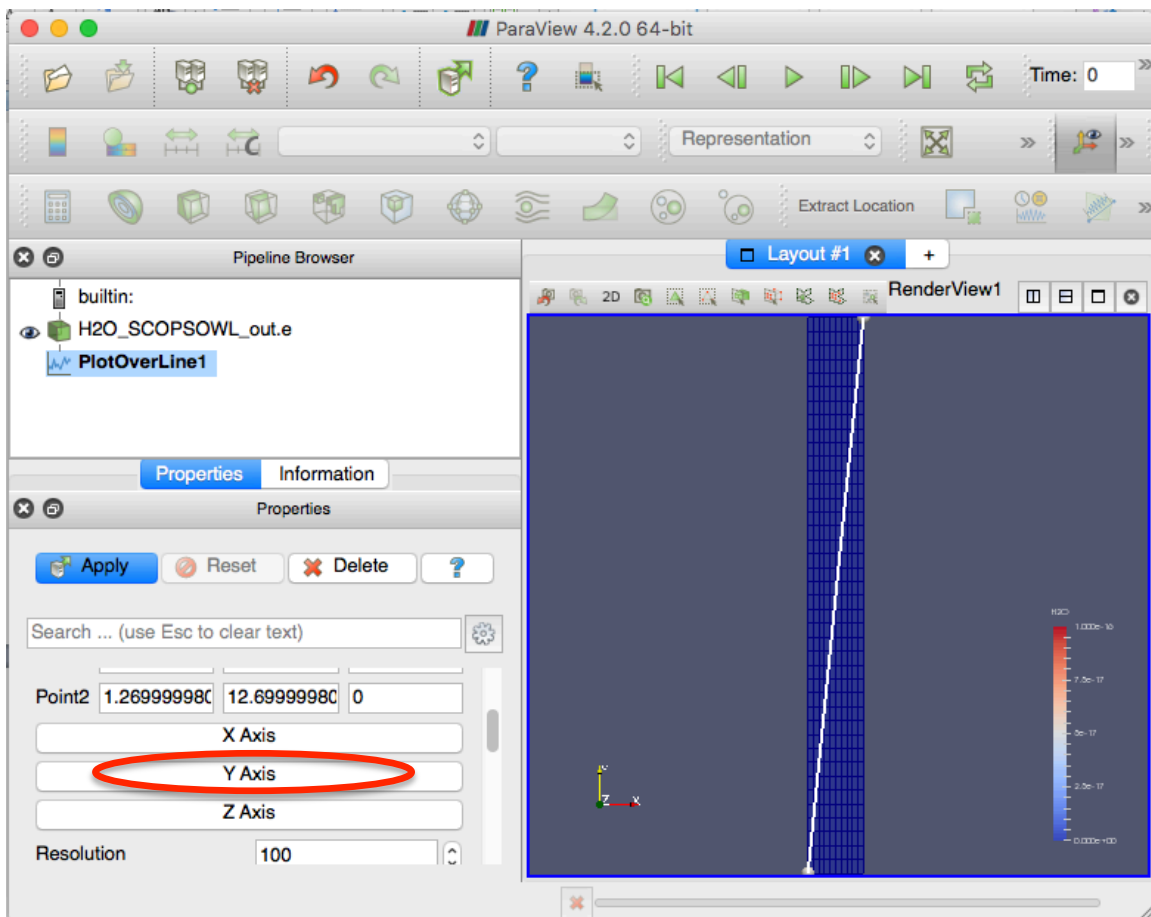 ParaView 4.2.0 64-bit
Time: 0
Representation
Extract Location
Pipeline Browser
Layout #1 +
builtin:
2D RenderView1
H2O_SCOPSOWL_out.e
PlotOverLine1
Properties Information
Properties
Apply Reset Delete ?
Search ... (use Esc to clear text)
Point2 1.26999998( 12.6999998( 0
X Axis
Y Axis
Z Axis
Resolution 100
H2O
1.000e-16
7.5e-17
5e-17
2.5e-17
0.000e+00
Z X